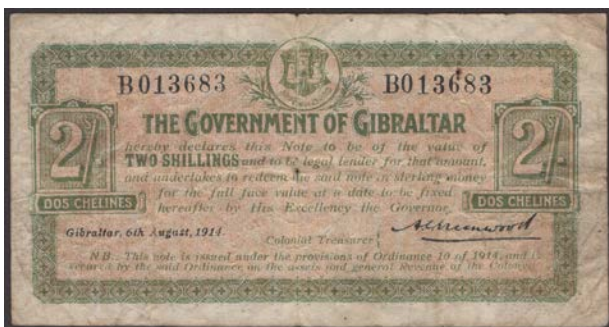 B013683 B013683
THE GOVERNMENT OF GIBRALTAR
2/- 2/-
hereby declares this Note to be of the value of
TWO SHILLINGS and to be legal tender for that amount,
and undertakes to redeem the said note in sterling money
for the full face value at a date to be fixed
hereafter by His Excellency the Governor.
DOS CHELINES DOS CHELINES
Gibraltar, 6th August, 1914.
Colonial Treasurer
N.B. This note is issued under the provisions of Ordinance 10 of 1914, and is
secured by the said Ordinance on the assets and general Revenue of the Colony.